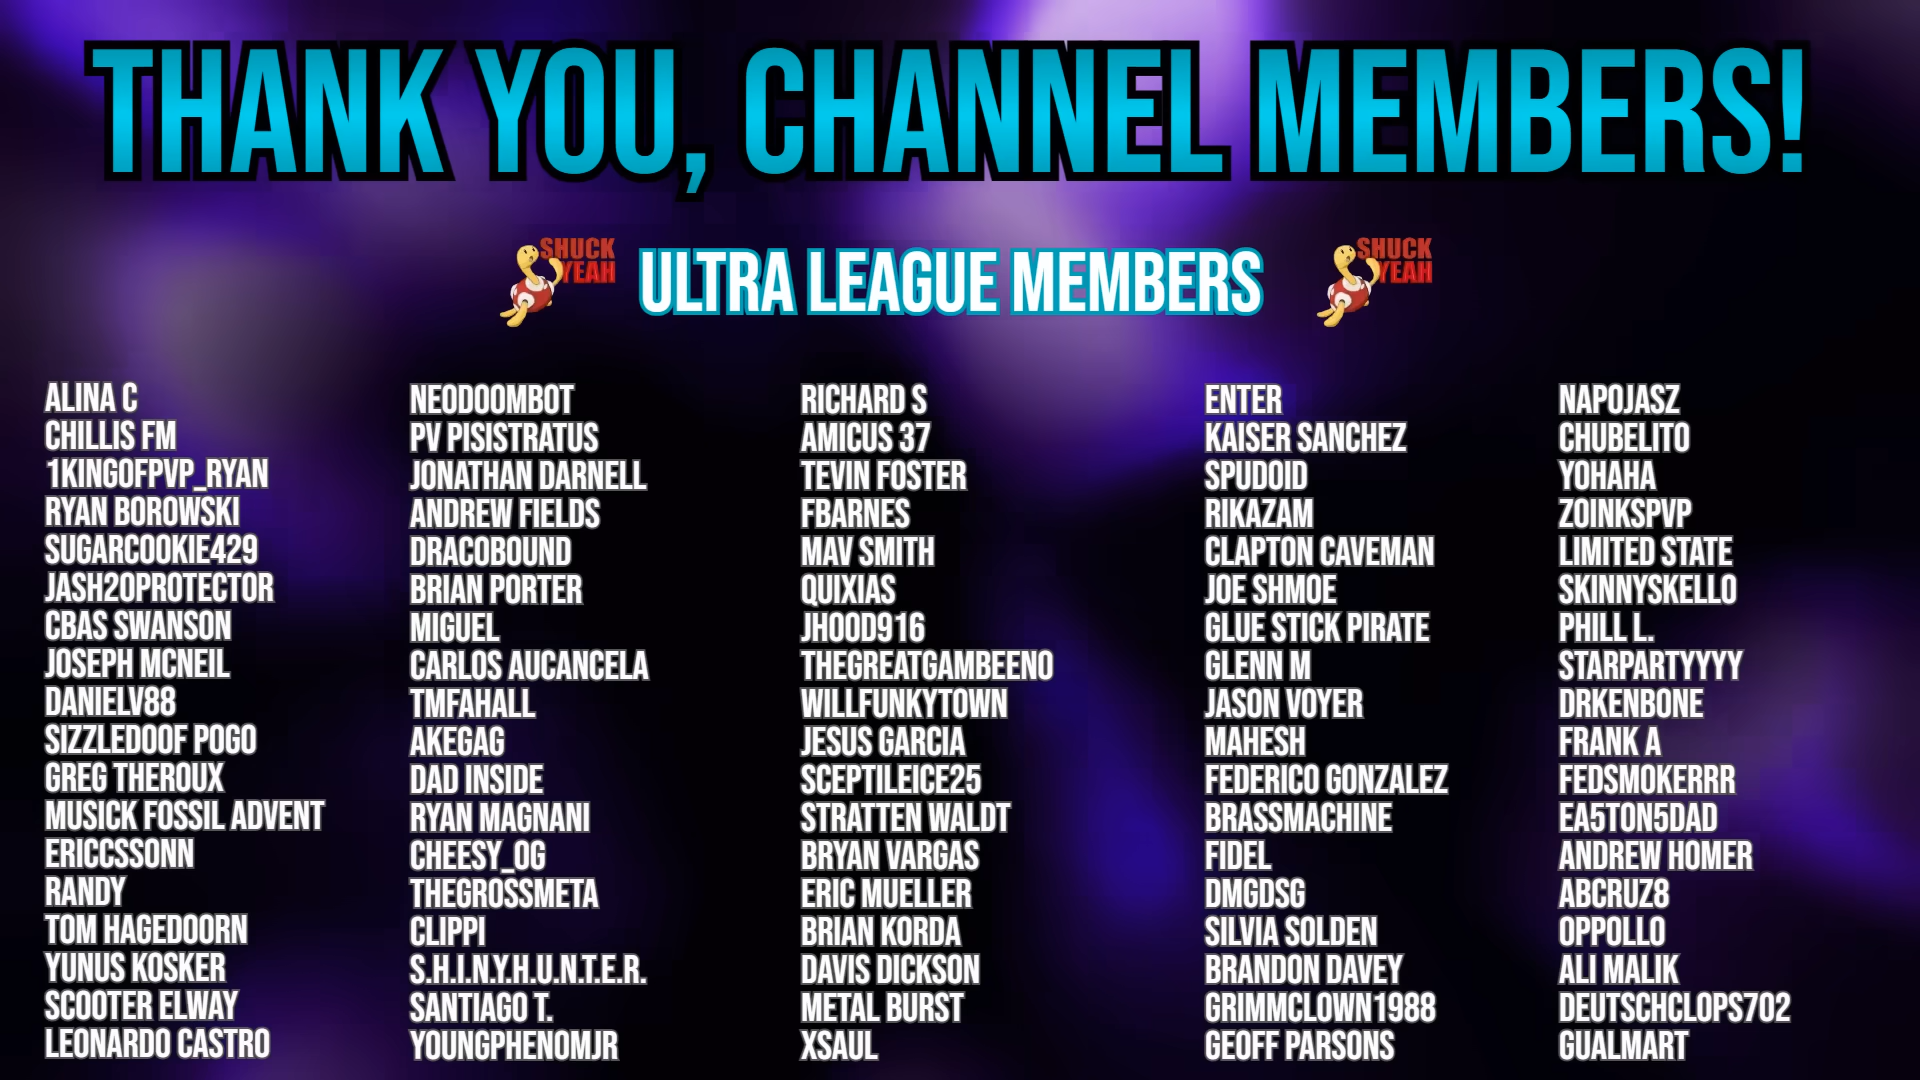 THANK YOU, CHANNEL MEMBERS!
SHUCK
YEAH
ULTRA LEAGUE MEMBERS
SHUCK
YEAH
ALINA C
CHILLIS FM
1KINGOFPVP_RYAN
RYAN BOROWSKI
SUGARCOOKIE429
JASH20PROTECTOR
CBAS SWANSON
JOSEPH MCNEIL
DANIELV88
SIZZLEDOOF POGO
GREG THEROUX
MUSICK FOSSIL ADVENT
ERICCSSONN
RANDY
TOM HAGEDOORN
YUNUS KOSKER
SCOOTER ELWAY
LEONARDO CASTRO
NEODOOMBOT
PV PISISTRATUS
JONATHAN DARNELL
ANDREW FIELDS
DRACOBOUND
BRIAN PORTER
MIGUEL
CARLOS AUCANCELA
TMFAHALL
AKEGAG
DAD INSIDE
RYAN MAGNANI
CHEESY_OG
THEGROSSMETA
CLIPPI
S.H.I.N.Y.H.U.N.T.E.R.
SANTIAGO T.
YOUNGPHENOMJR
RICHARD S
AMICUS 37
TEVIN FOSTER
FBARNES
MAV SMITH
QUIXIAS
JHOOD916
THEGREATGAMBEENO
WILLFUNKYTOWN
JESUS GARCIA
SCEPTILEICE25
STRATTEN WALDT
BRYAN VARGAS
ERIC MUELLER
BRIAN KORDA
DAVIS DICKSON
METAL BURST
XSAUL
ENTER
KAISER SANCHEZ
SPUDOID
RIKAZAM
CLAPTON CAVEMAN
JOE SHMOE
GLUE STICK PIRATE
GLENN M
JASON VOYER
MAHESH
FEDERICO GONZALEZ
BRASSMACHINE
FIDEL
DMGDSG
SILVIA SOLDEN
BRANDON DAVEY
GRIMMCLOWN1988
GEOFF PARSONS
NAPOJASZ
CHUBELITO
YOHAHA
ZOINKSPVP
LIMITED STATE
SKINNYSKELLO
PHILL L.
STARPARTYYYY
DRKENBONE
FRANK A
FEDSMOKERRR
EA5TON5DAD
ANDREW HOMER
ABCRUZ8
OPPOLLO
ALI MALIK
DEUTSCHCLOPS702
GUALMART